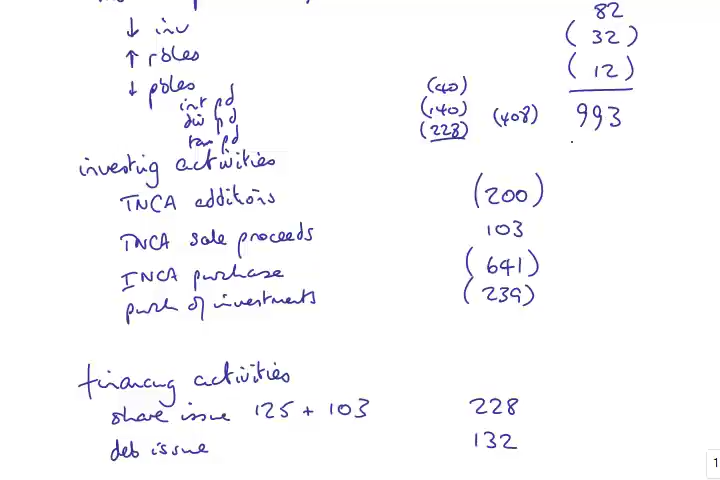 82
↓ inv (32)
↑ rbles (12)
↓ pbles
int pd (40)
div pd (140)
tax pd (228) (408) 993
investing activities
TNCA additions (200)
TNCA sale proceeds 103
INCA purchase (641)
purch of investments (239)
financing activities
share issue 125 + 103 228
deb issue 132
1